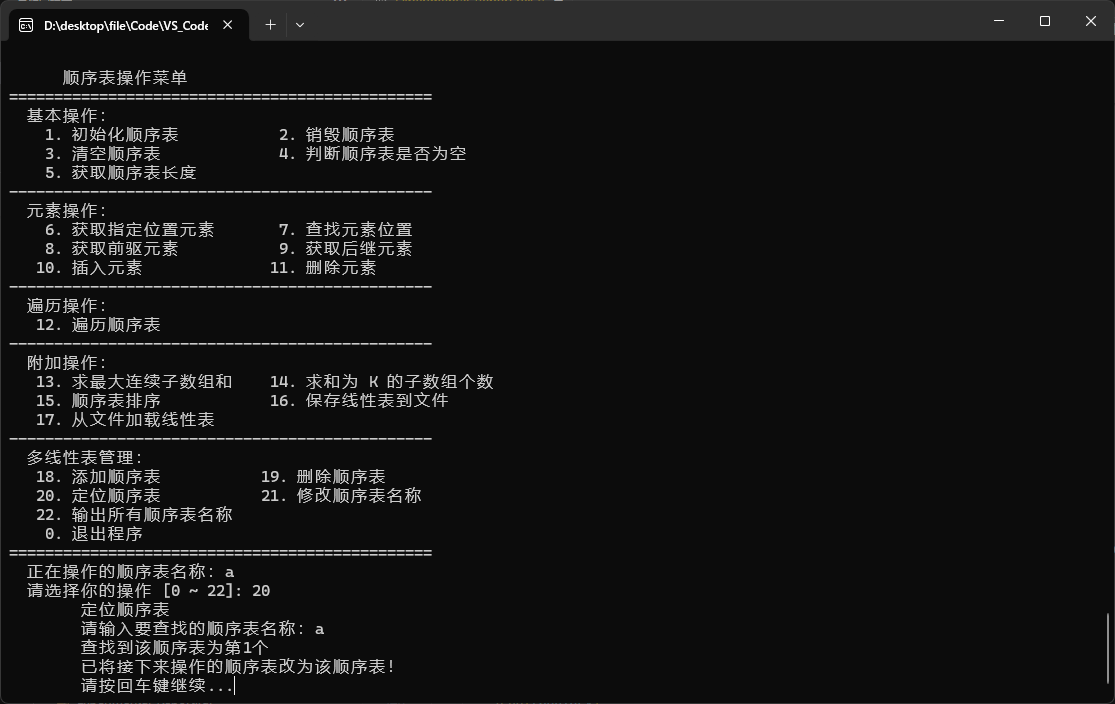 D:\desktop\file\Code\VS_Code
顺序表操作菜单
===============================================
基本操作:
1. 初始化顺序表 2. 销毁顺序表
3. 清空顺序表 4. 判断顺序表是否为空
5. 获取顺序表长度
-----------------------------------------------
元素操作:
6. 获取指定位置元素 7. 查找元素位置
8. 获取前驱元素 9. 获取后继元素
10. 插入元素 11. 删除元素
-----------------------------------------------
遍历操作:
12. 遍历顺序表
-----------------------------------------------
附加操作:
13. 求最大连续子数组和 14. 求和为 K 的子数组个数
15. 顺序表排序 16. 保存线性表到文件
17. 从文件加载线性表
-----------------------------------------------
多线性表管理:
18. 添加顺序表 19. 删除顺序表
20. 定位顺序表 21. 修改顺序表名称
22. 输出所有顺序表名称
0. 退出程序
===============================================
正在操作的顺序表名称: a
请选择你的操作 [0 ~ 22]: 20
定位顺序表
请输入要查找的顺序表名称: a
查找到该顺序表为第1个
已将接下来操作的顺序表改为该顺序表!
请按回车键继续...